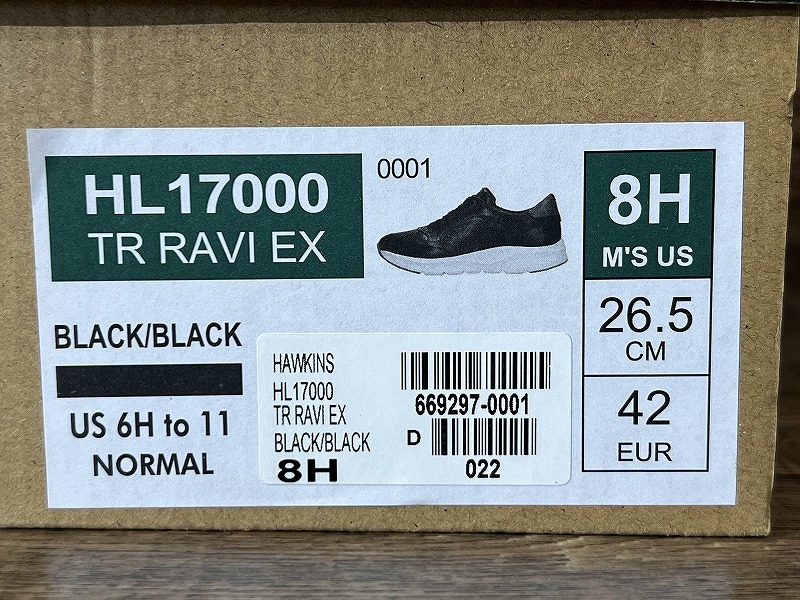 HL17000
TR RAVI EX
0001
8H
M'S US
26.5
CM
42
EUR
BLACK/BLACK
US 6H to 11
NORMAL
HAWKINS
HL17000
TR RAVI EX
BLACK/BLACK
8H
669297-0001
D
022